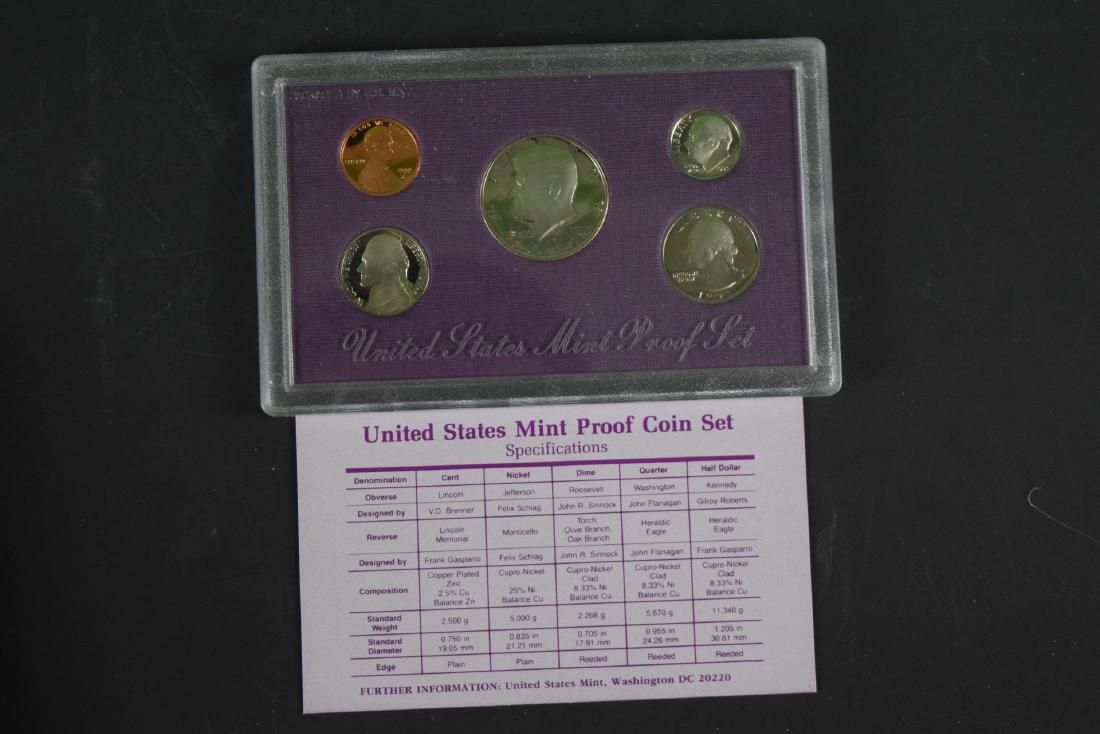 LIBERTY
LIBERTY
United States Mint Proof Set
United States Mint Proof Coin Set
Specifications
Denomination Cent Nickel Dime Quarter Half Dollar
Obverse Lincoln Jefferson Roosevelt Washington Kennedy
Designed by V.D. Brenner Felix Schlag John R. Sinnock John Flanagan Gilroy Roberts
Reverse Lincoln Memorial Monticello Torch, Olive Branch, Oak Branch Heraldic Eagle Heraldic Eagle
Designed by Frank Gasparro Felix Schlag John R. Sinnock John Flanagan Frank Gasparro
Composition Copper Plated Zinc 2.5% Cu Balance Zn Cupro-Nickel 25% Ni Balance Cu Cupro-Nickel Clad 8.33% Ni Balance Cu Cupro-Nickel Clad 8.33% Ni Balance Cu Cupro-Nickel Clad 8.33% Ni Balance Cu
Standard Weight 2.500 g 5.000 g 2.268 g 5.670 g 11.340 g
Standard Diameter 0.750 in 19.05 mm 0.835 in 21.21 mm 0.705 in 17.91 mm 0.955 in 24.26 mm 1.205 in 30.61 mm
Edge Plain Plain Reeded Reeded Reeded
FURTHER INFORMATION: United States Mint, Washington DC 20220